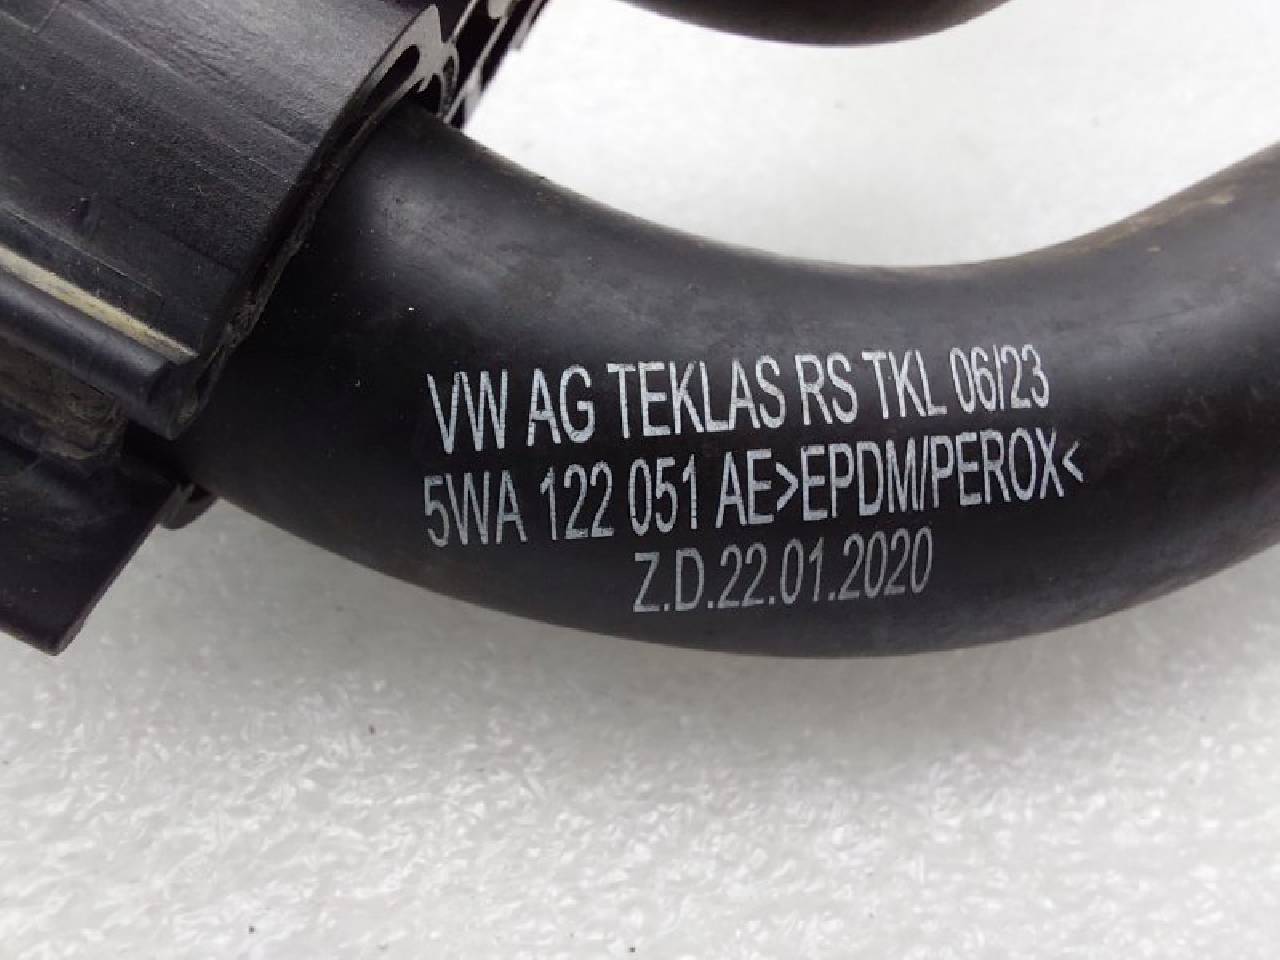 VW AG TEKLAS RS TKL 06/23
5WA 122 051 AE>EPDM/PEROX<
Z.D.22.01.2020